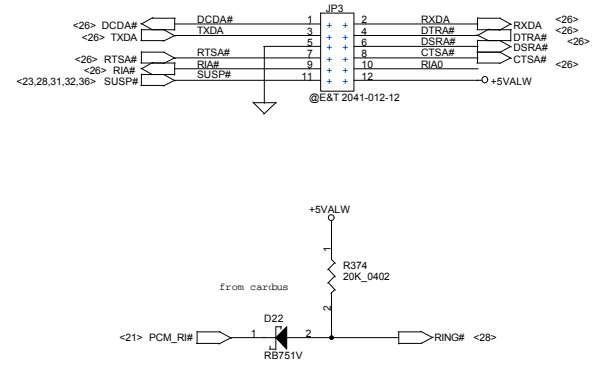 JP3
<26> DCDA# DCDA# 1 2 RXDA RXDA <26>
<26> TXDA TXDA 3 4 DTRA# DTRA# <26>
5 6 DSRA# DSRA# <26>
<26> RTSA# RTSA# 7 8 CTSA# CTSA# <26>
<26> RIA# RIA# 9 10 RIA0
<23,28,31,32,36> SUSP# SUSP# 11 12 +5VALW
@E&T 2041-012-12
+5VALW
1
R374
20K_0402
2
from cardbus
D22
<21> PCM_RI# 1 2 RING# <28>
RB751V